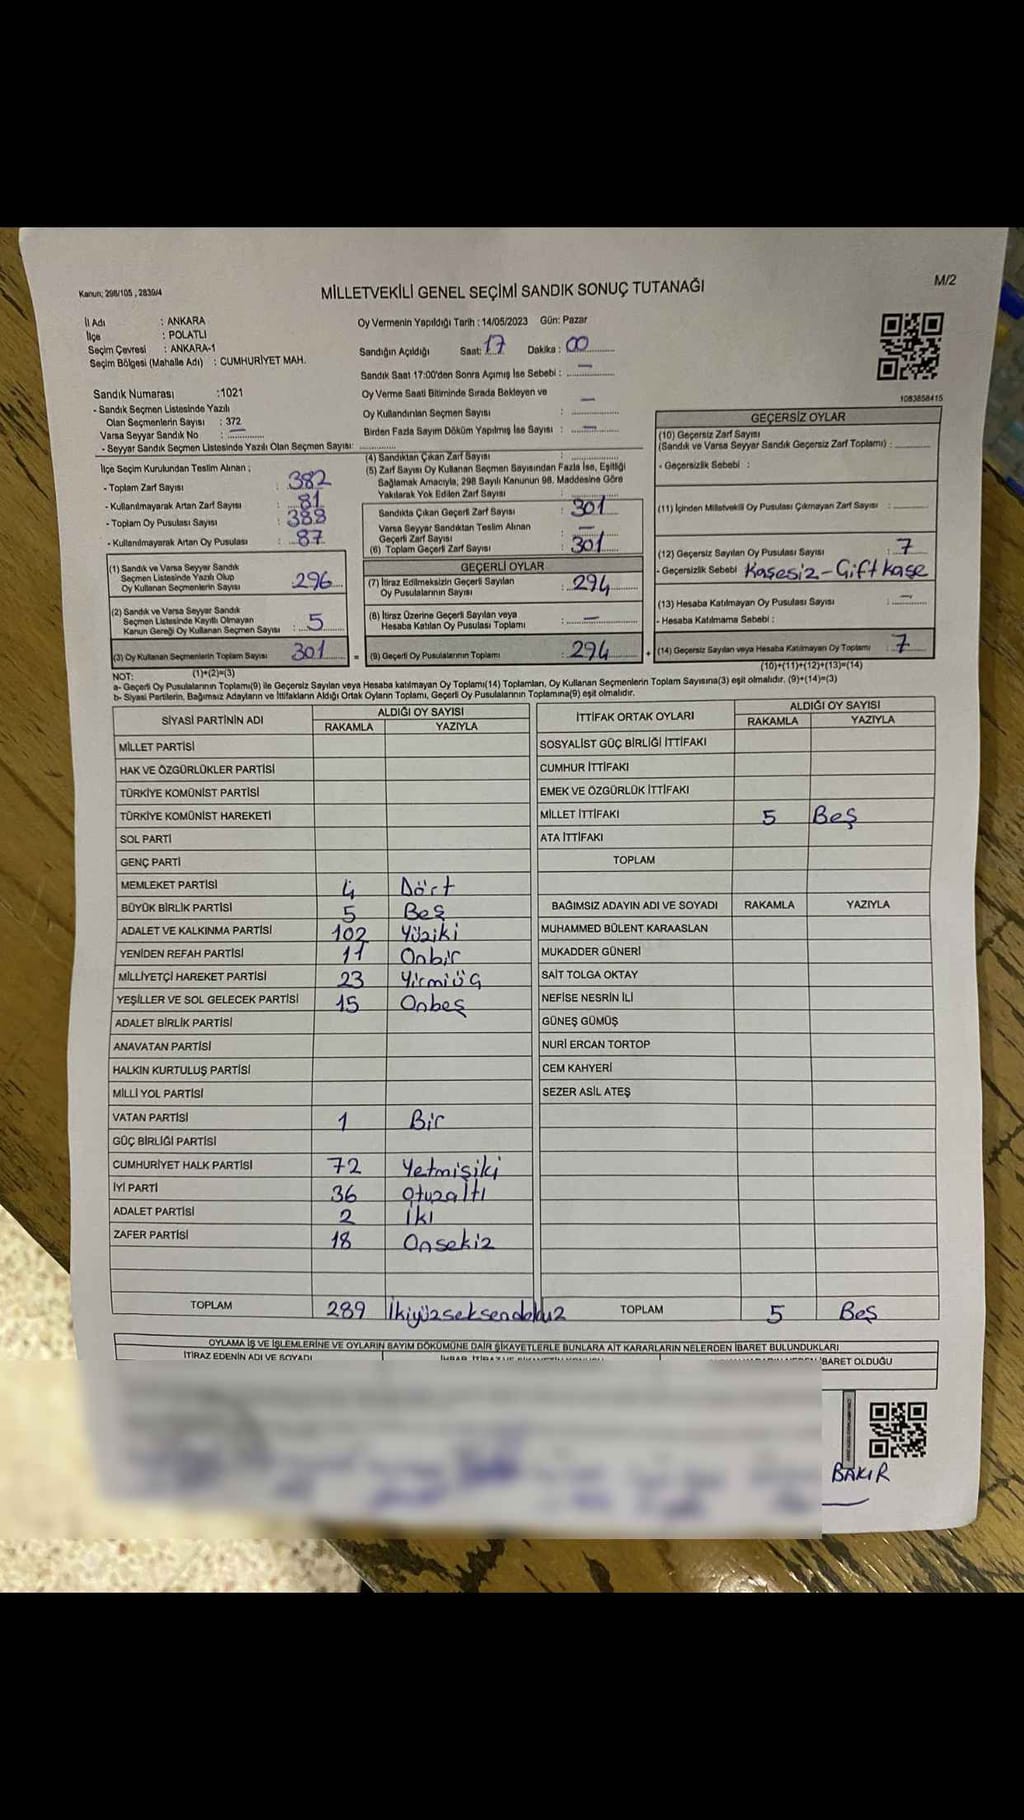 Kanun; 298/105 , 2839/4
MİLLETVEKİLİ GENEL SEÇİMİ SANDIK SONUÇ TUTANAĞI
M/2
İl Adı : ANKARA
İlçe : POLATLI
Seçim Çevresi : ANKARA-1
Seçim Bölgesi (Mahalle Adı) : CUMHURİYET MAH.
Oy Vermenin Yapıldığı Tarih : 14/05/2023 Gün: Pazar
Sandığın Açıldığı Saat: 17 Dakika : 00
Sandık Saat 17:00'den Sonra Açımış İse Sebebi : —
Oy Verme Saati Bitiminde Sırada Bekleyen ve
Oy Kullandırılan Seçmen Sayısı : —
Birden Fazla Sayım Döküm Yapılmış İse Sayısı : —
1083858415
Sandık Numarası :1021
- Sandık Seçmen Listesinde Yazılı
Olan Seçmenlerin Sayısı : 372
Varsa Seyyar Sandık No : —
- Seyyar Sandık Seçmen Listesinde Yazılı Olan Seçmen Sayısı:
İlçe Seçim Kurulundan Teslim Alınan ;
- Toplam Zarf Sayısı : 382
- Kullanılmayarak Artan Zarf Sayısı : 81
- Toplam Oy Pusulası Sayısı : 388
- Kullanılmayarak Artan Oy Pusulası : 87
(1) Sandık ve Varsa Seyyar Sandık
Seçmen Listesinde Yazılı Olup
Oy Kullanan Seçmenlerin Sayısı : 296
(2) Sandık ve Varsa Seyyar Sandık
Seçmen Listesinde Kayıtlı Olmayan
Kanun Gereği Oy Kullanan Seçmen Sayısı : 5
(3) Oy Kullanan Seçmenlerin Toplam Sayısı : 301
(4) Sandıktan Çıkan Zarf Sayısı :
(5) Zarf Sayısı Oy Kullanan Seçmen Sayısından Fazla İse, Eşitliği
Sağlamak Amacıyla; 298 Sayılı Kanunun 98. Maddesine Göre
Yakılarak Yok Edilen Zarf Sayısı :
Sandıkta Çıkan Geçerli Zarf Sayısı : 301
Varsa Seyyar Sandıktan Teslim Alınan
Geçerli Zarf Sayısı : —
(6) Toplam Geçerli Zarf Sayısı : 301
GEÇERLİ OYLAR
(7) İtiraz Edilmeksizin Geçerli Sayılan
Oy Pusulalarının Sayısı : 294
(8) İtiraz Üzerine Geçerli Sayılan veya
Hesaba Katılan Oy Pusulası Toplamı : —
= (9) Geçerli Oy Pusulalarının Toplamı : 294 +
GEÇERSİZ OYLAR
(10) Geçersiz Zarf Sayısı
(Sandık ve Varsa Seyyar Sandık Geçersiz Zarf Toplamı) :
- Geçersizlik Sebebi :
(11) İçinden Milletvekili Oy Pusulası Çıkmayan Zarf Sayısı :
(12) Geçersiz Sayılan Oy Pusulası Sayısı : 7
- Geçersizlik Sebebi Kaşesiz-Çift kaşe
(13) Hesaba Katılmayan Oy Pusulası Sayısı : —
- Hesaba Katılmama Sebebi :
(14) Geçersiz Sayılan veya Hesaba Katılmayan Oy Toplamı : 7
NOT: (1)+(2)=(3)
(10)+(11)+(12)+(13)=(14)
a- Geçerli Oy Pusulalarının Toplamı(9) ile Geçersiz Sayılan veya Hesaba katılmayan Oy Toplamı(14) Toplamları, Oy Kullanan Seçmenlerin Toplam Sayısına(3) eşit olmalıdır. (9)+(14)=(3)
b- Siyasi Partilerin, Bağımsız Adayların ve İttifakların Aldığı Ortak Oyların Toplamı, Geçerli Oy Pusulalarının Toplamına(9) eşit olmalıdır.
SİYASİ PARTİNİN ADI ALDIĞI OY SAYISI
RAKAMLA YAZIYLA
MİLLET PARTİSİ
HAK VE ÖZGÜRLÜKLER PARTİSİ
TÜRKİYE KOMÜNİST PARTİSİ
TÜRKİYE KOMÜNİST HAREKETİ
SOL PARTİ
GENÇ PARTİ
MEMLEKET PARTİSİ 4 Dört
BÜYÜK BİRLİK PARTİSİ 5 Beş
ADALET VE KALKINMA PARTİSİ 102 Yüziki
YENİDEN REFAH PARTİSİ 11 Onbir
MİLLİYETÇİ HAREKET PARTİSİ 23 Yirmiüç
YEŞİLLER VE SOL GELECEK PARTİSİ 15 Onbeş
ADALET BİRLİK PARTİSİ
ANAVATAN PARTİSİ
HALKIN KURTULUŞ PARTİSİ
MİLLİ YOL PARTİSİ
VATAN PARTİSİ 1 Bir
GÜÇ BİRLİĞİ PARTİSİ
CUMHURİYET HALK PARTİSİ 72 Yetmişiki
İYİ PARTİ 36 otuzaltı
ADALET PARTİSİ 2 İki
ZAFER PARTİSİ 18 Onsekiz
TOPLAM 289 İkiyüzseksendokuz
İTTİFAK ORTAK OYLARI ALDIĞI OY SAYISI
RAKAMLA YAZIYLA
SOSYALİST GÜÇ BİRLİĞİ İTTİFAKI
CUMHUR İTTİFAKI
EMEK VE ÖZGÜRLÜK İTTİFAKI
MİLLET İTTİFAKI 5 Beş
ATA İTTİFAKI
TOPLAM
BAĞIMSIZ ADAYIN ADI VE SOYADI RAKAMLA YAZIYLA
MUHAMMED BÜLENT KARAASLAN
MUKADDER GÜNERİ
SAİT TOLGA OKTAY
NEFİSE NESRİN İLİ
GÜNEŞ GÜMÜŞ
NURİ ERCAN TORTOP
CEM KAHYERİ
SEZER ASİL ATEŞ
TOPLAM 5 Beş
OYLAMA İŞ VE İŞLEMLERİNE VE OYLARIN SAYIM DÖKÜMÜNE DAİR ŞİKAYETLERLE BUNLARA AİT KARARLARIN NELERDEN İBARET BULUNDUKLARI
İTİRAZ EDENİN ADI VE SOYADI
İBARET OLDUĞU
BAKIR